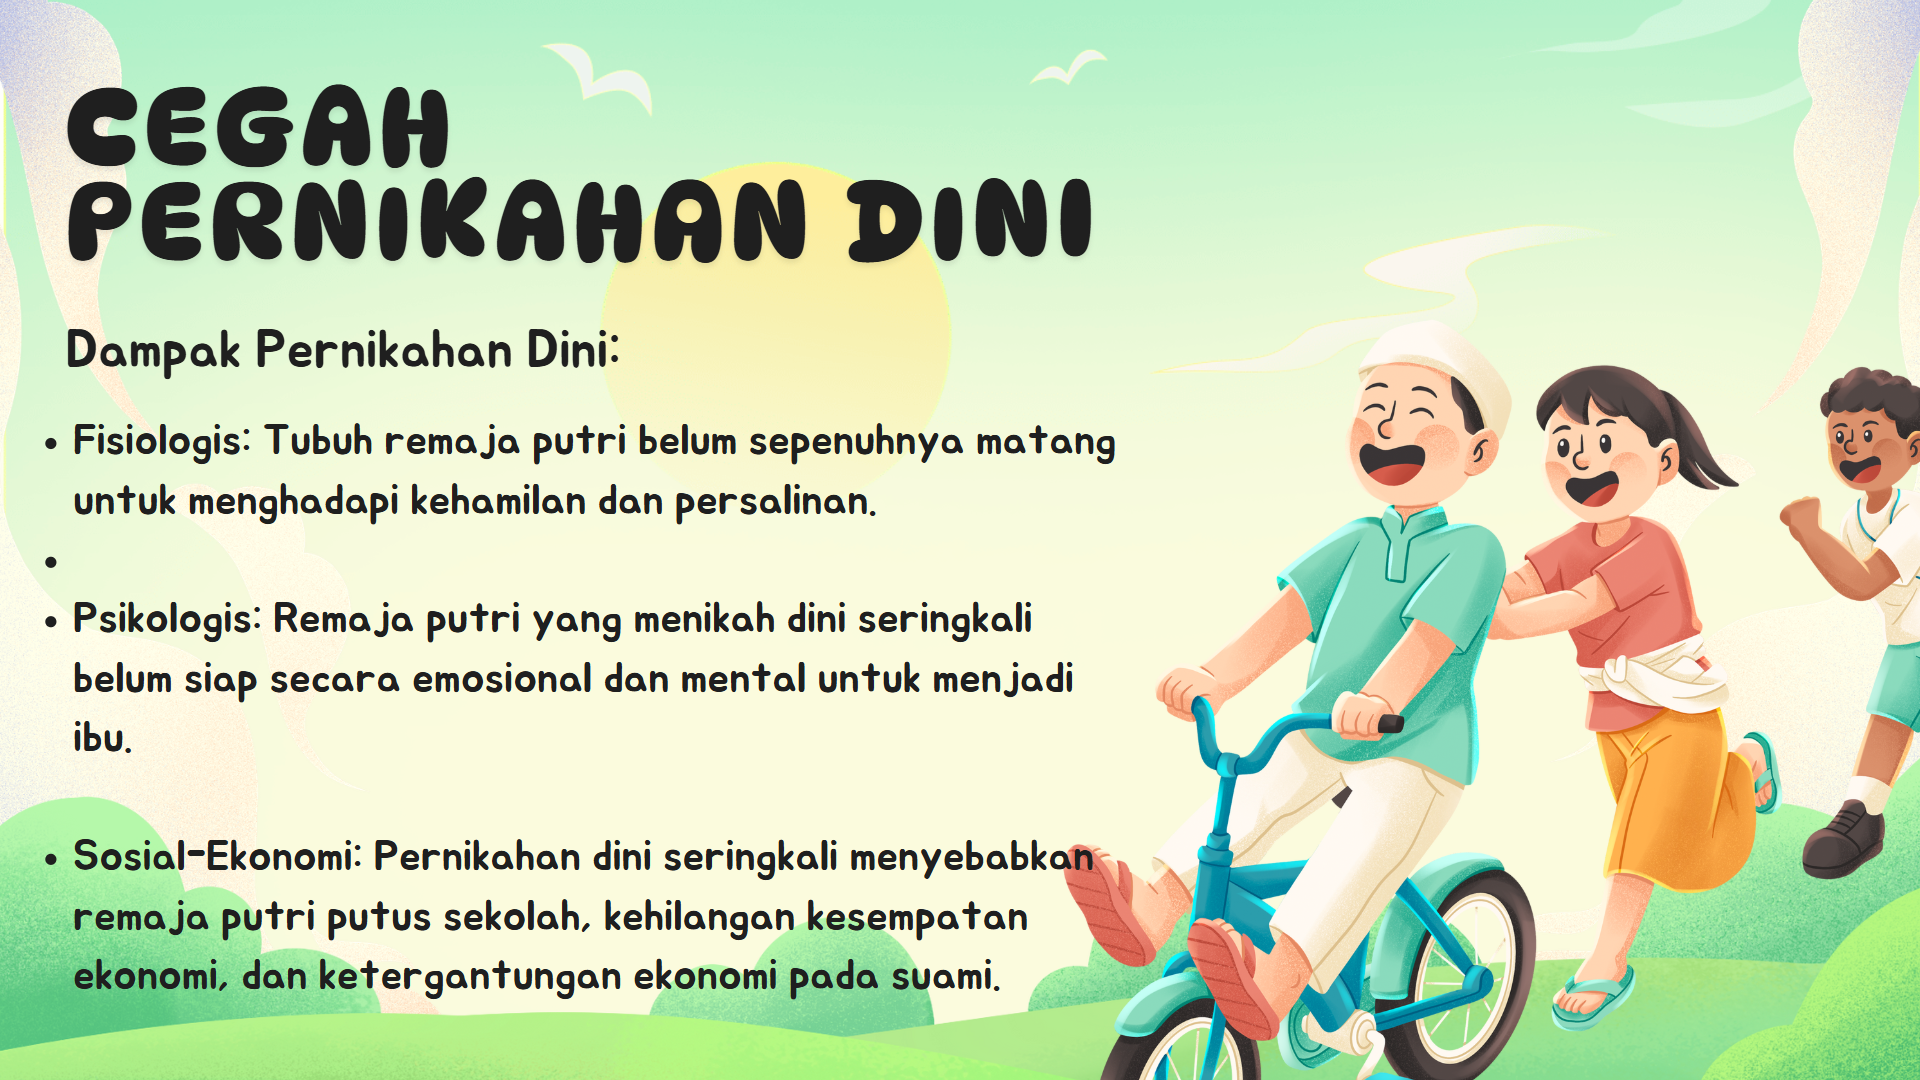 CEGAH
PERNIKAHAN DINI
Dampak Pernikahan Dini:
• Fisiologis: Tubuh remaja putri belum sepenuhnya matang
untuk menghadapi kehamilan dan persalinan.
•
• Psikologis: Remaja putri yang menikah dini seringkali
belum siap secara emosional dan mental untuk menjadi
ibu.
• Sosial-Ekonomi: Pernikahan dini seringkali menyebabkan
remaja putri putus sekolah, kehilangan kesempatan
ekonomi, dan ketergantungan ekonomi pada suami.